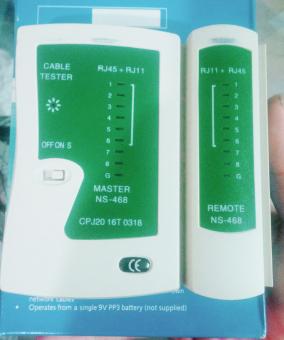 CABLE
TESTER
RJ45 + RJ11
1
2
3
4
5
6
7
8
G
OFF ON S
MASTER
NS-468
CPJ20 16T 0318
CE
RJ11 + RJ45
1
2
3
4
5
6
7
8
G
REMOTE
NS-468
own
network cables
• Operates from a single 9V PP3 battery (not supplied)